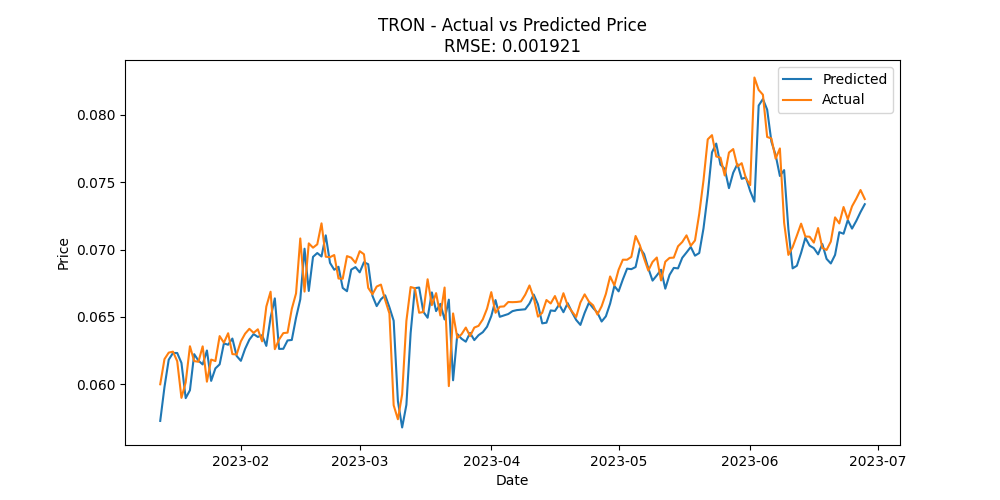 TRON - Actual vs Predicted Price
RMSE: 0.001921
Predicted
Actual
0.080
0.075
0.070
0.065
0.060
Price
2023-02
2023-03
2023-04
2023-05
2023-06
2023-07
Date